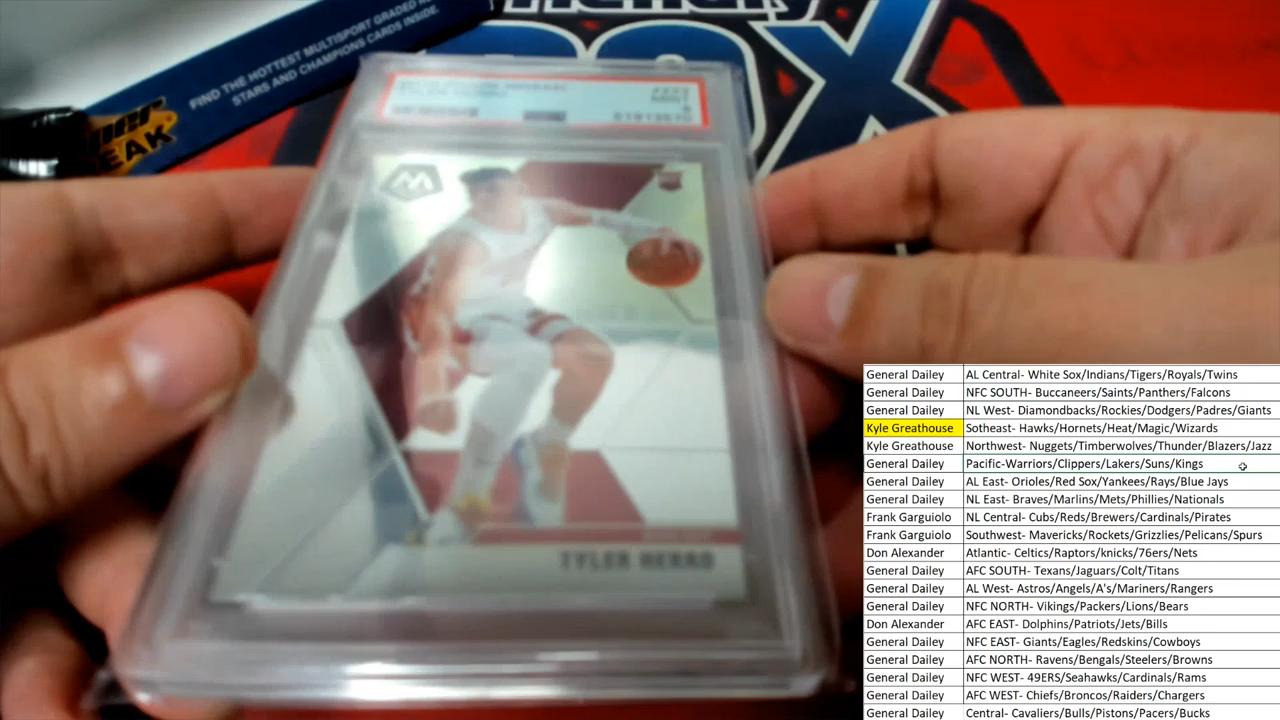 FIND THE HOTTEST MULTISPORT GRADED
STARS AND CHAMPIONS CARDS INSIDE.
BREAK
BOX
MINT
TYLER HERRO
General Dailey AL Central- White Sox/Indians/Tigers/Royals/Twins
General Dailey NFC SOUTH- Buccaneers/Saints/Panthers/Falcons
General Dailey NL West- Diamondbacks/Rockies/Dodgers/Padres/Giants
Kyle Greathouse Sotheast- Hawks/Hornets/Heat/Magic/Wizards
Kyle Greathouse Northwest- Nuggets/Timberwolves/Thunder/Blazers/Jazz
General Dailey Pacific-Warriors/Clippers/Lakers/Suns/Kings
General Dailey AL East- Orioles/Red Sox/Yankees/Rays/Blue Jays
General Dailey NL East- Braves/Marlins/Mets/Phillies/Nationals
Frank Garguiolo NL Central- Cubs/Reds/Brewers/Cardinals/Pirates
Frank Garguiolo Southwest- Mavericks/Rockets/Grizzlies/Pelicans/Spurs
Don Alexander Atlantic- Celtics/Raptors/knicks/76ers/Nets
General Dailey AFC SOUTH- Texans/Jaguars/Colt/Titans
General Dailey AL West- Astros/Angels/A's/Mariners/Rangers
General Dailey NFC NORTH- Vikings/Packers/Lions/Bears
Don Alexander AFC EAST- Dolphins/Patriots/Jets/Bills
General Dailey NFC EAST- Giants/Eagles/Redskins/Cowboys
General Dailey AFC NORTH- Ravens/Bengals/Steelers/Browns
General Dailey NFC WEST- 49ERS/Seahawks/Cardinals/Rams
General Dailey AFC WEST- Chiefs/Broncos/Raiders/Chargers
General Dailey Central- Cavaliers/Bulls/Pistons/Pacers/Bucks